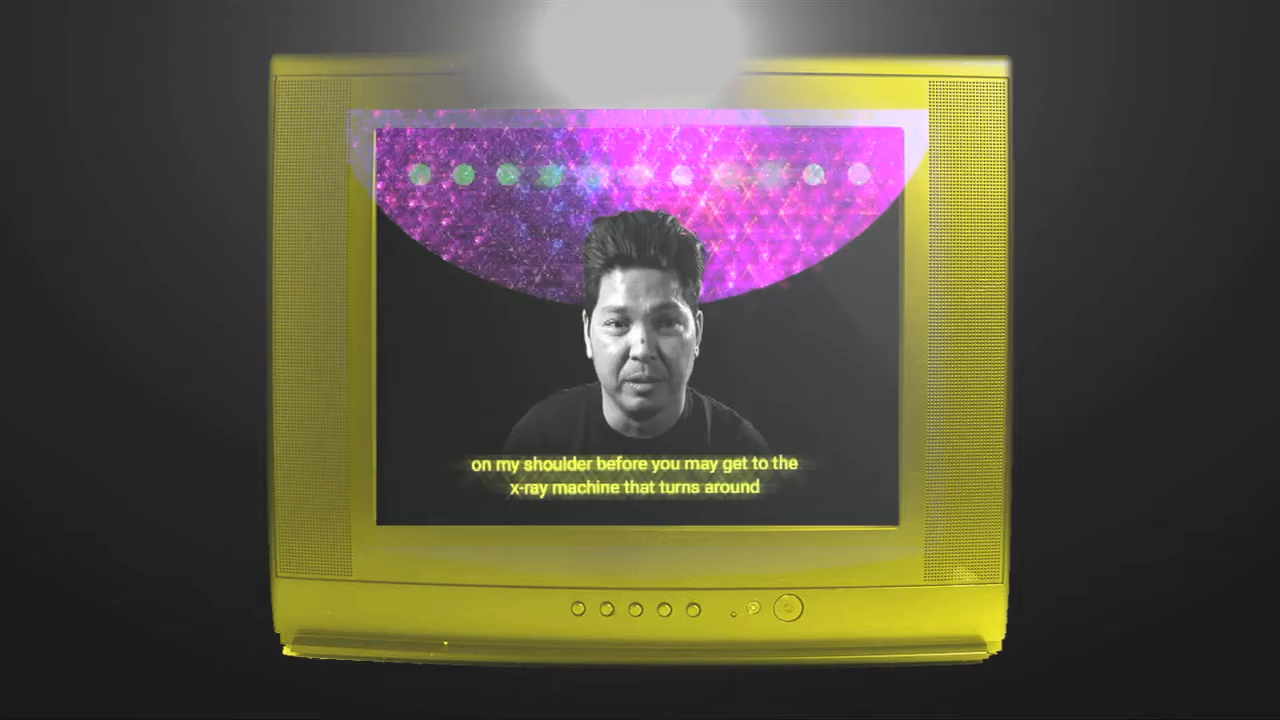 on my shoulder before you may get to the
x-ray machine that turns around